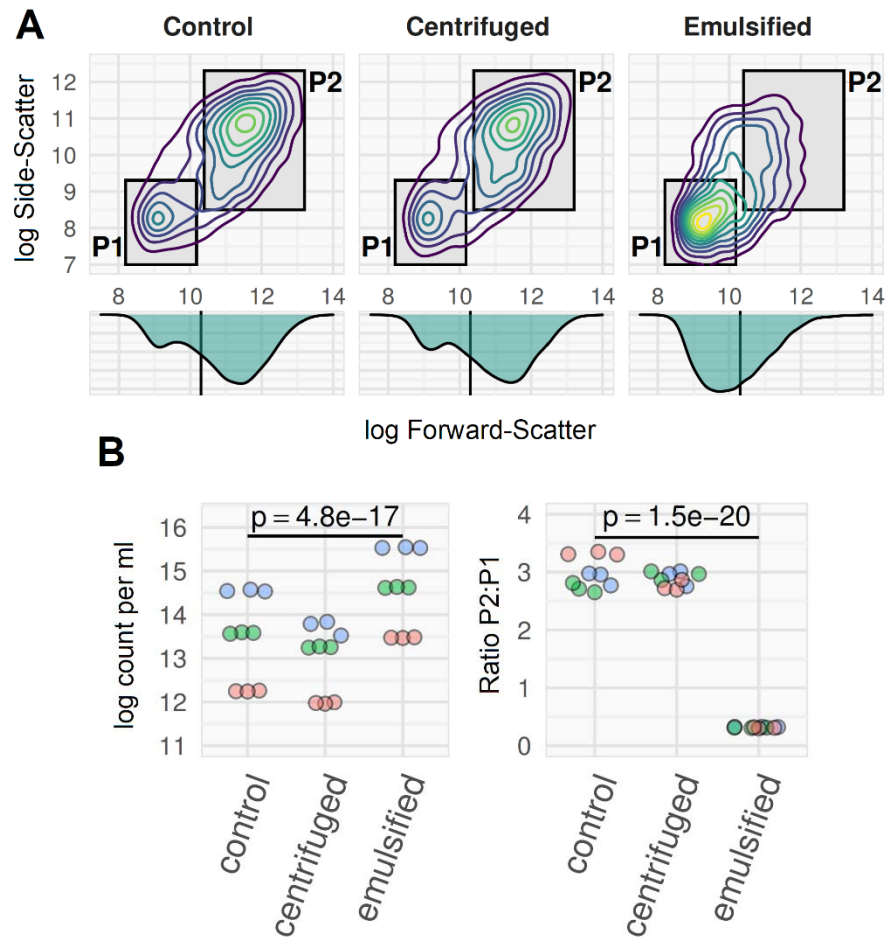 A
Control Centrifuged Emulsified
log Side-Scatter
12
11
10
9
8
7
P2 P2 P2
P1 P1 P1
8 10 12 14 8 10 12 14 8 10 12 14
log Forward-Scatter
B
log count per ml
16
15
14
13
12
11
p = 4.8e−17
control centrifuged emulsified
Ratio P2:P1
4
3
2
1
0
p = 1.5e−20
control centrifuged emulsified